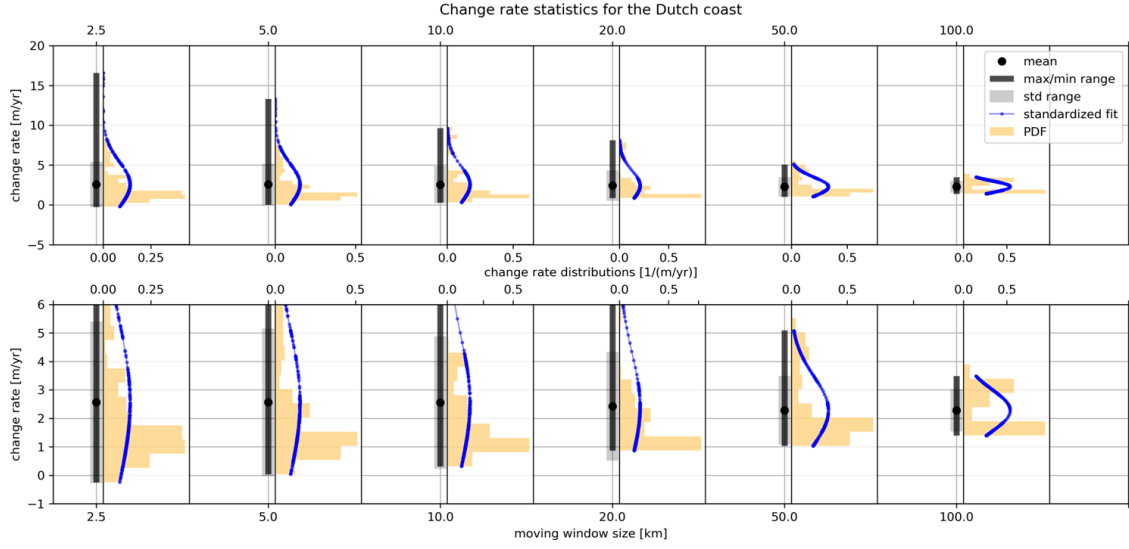 Change rate statistics for the Dutch coast
2.5 5.0 10.0 20.0 50.0 100.0
20
15
10
5
0
−5
change rate [m/yr]
mean
max/min range
std range
standardized fit
PDF
0.00 0.25 0.0 0.5 0.0 0.5 0.0 0.5 0.0 0.5 0.0 0.5
change rate distributions [1/(m/yr)]
0.00 0.25 0.0 0.5 0.0 0.5 0.0 0.5 0.0 0.5 0.0 0.5
6
5
4
3
2
1
0
−1
change rate [m/yr]
2.5 5.0 10.0 20.0 50.0 100.0
moving window size [km]